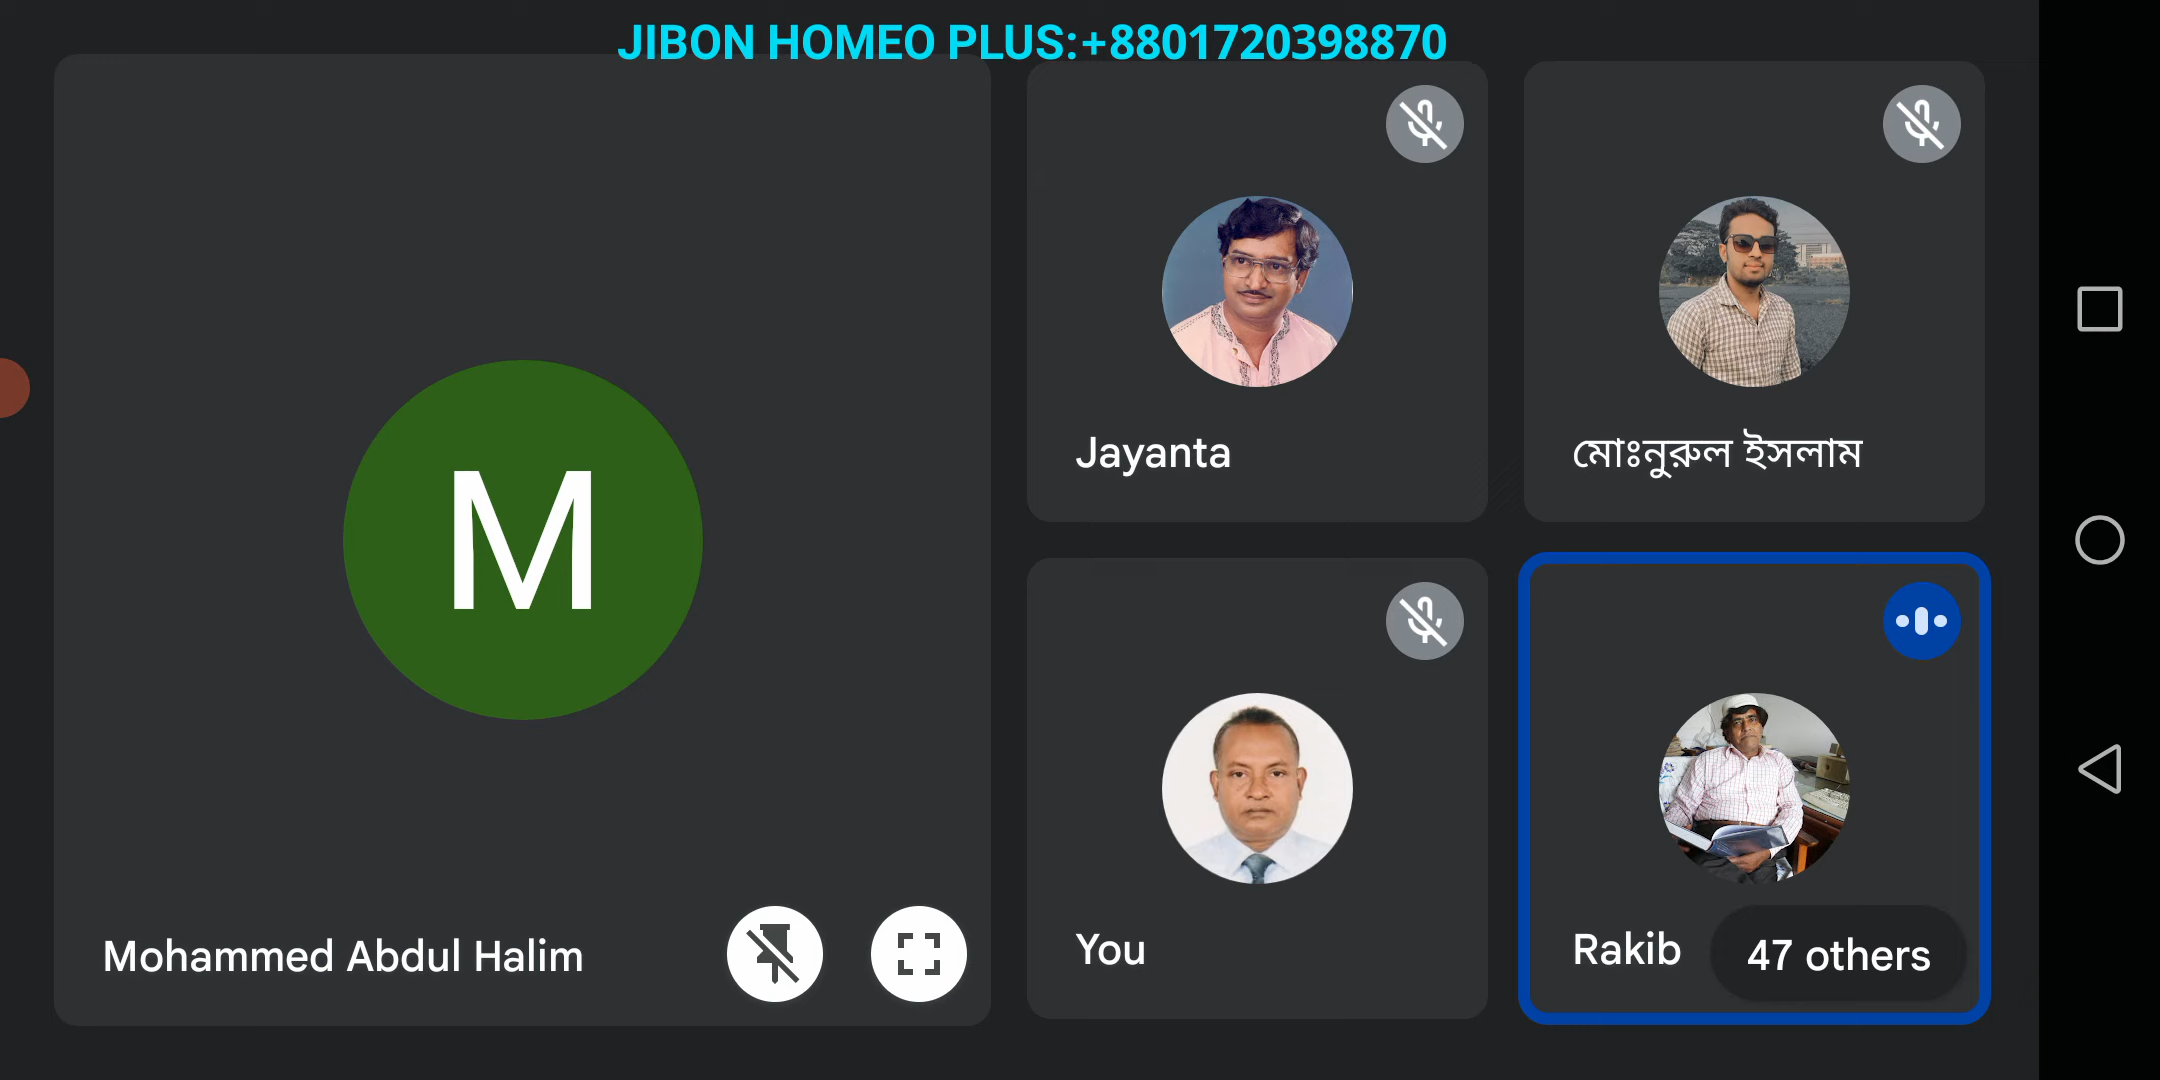 JIBON HOMEO PLUS:+8801720398870
M
Mohammed Abdul Halim
Jayanta
মোঃনুরুল ইসলাম
You
Rakib
47 others